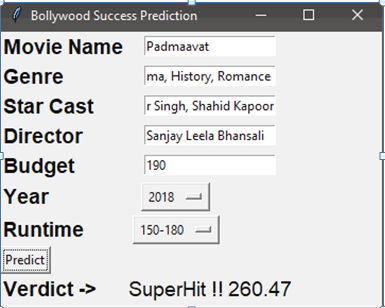 Bollywood Success Prediction
Movie Name Padmaavat
Genre ma, History, Romance
Star Cast r Singh, Shahid Kapoor
Director Sanjay Leela Bhansali
Budget 190
Year 2018
Runtime 150-180
Predict
Verdict -> SuperHit !! 260.47